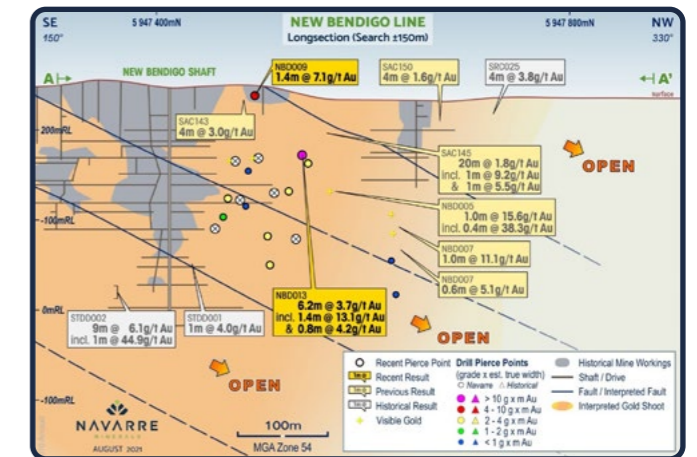 SE
150°
5 947 400mN
NEW BENDIGO LINE
Longsection (Search ±150m)
5 947 800mN
NW
330°
A
NEW BENDIGO SHAFT
NBD009
1.4m @ 7.1g/t Au
SAC150
4m @ 1.6g/t Au
SRC025
4m @ 3.8g/t Au
A'
surface
SAC143
4m @ 3.0g/t Au
200mRL
SAC145
20m @ 1.8g/t Au
incl. 1m @ 9.2g/t Au
& 1m @ 5.5g/t Au
OPEN
-100mRL
NBD005
1.0m @ 15.6g/t Au
incl. 0.4m @ 38.3g/t Au
NBD007
1.0m @ 11.1g/t Au
NBD007
0.6m @ 5.1g/t Au
NBD013
6.2m @ 3.7g/t Au
incl. 1.4m @ 13.1g/t Au
& 0.8m @ 4.2g/t Au
0mRL
STDD002
9m @ 6.1g/t Au
incl. 1m @ 44.9g/t Au
STDD001
1m @ 4.0g/t Au
OPEN
OPEN
-100mRL
NAVARRE
MINERALS
AUGUST 2021
100m
MGA Zone 54
Recent Pierce Point
Recent Result
Previous Result
Historical Result
Visible Gold
Drill Pierce Points
(grade x est. true width)
Navarre Historical
> 10 g x m Au
4 - 10 g x m Au
2 - 4 g x m Au
1 - 2 g x m Au
< 1 g x m Au
Historical Mine Workings
Shaft / Drive
Fault / Interpreted Fault
Interpreted Gold Shoot